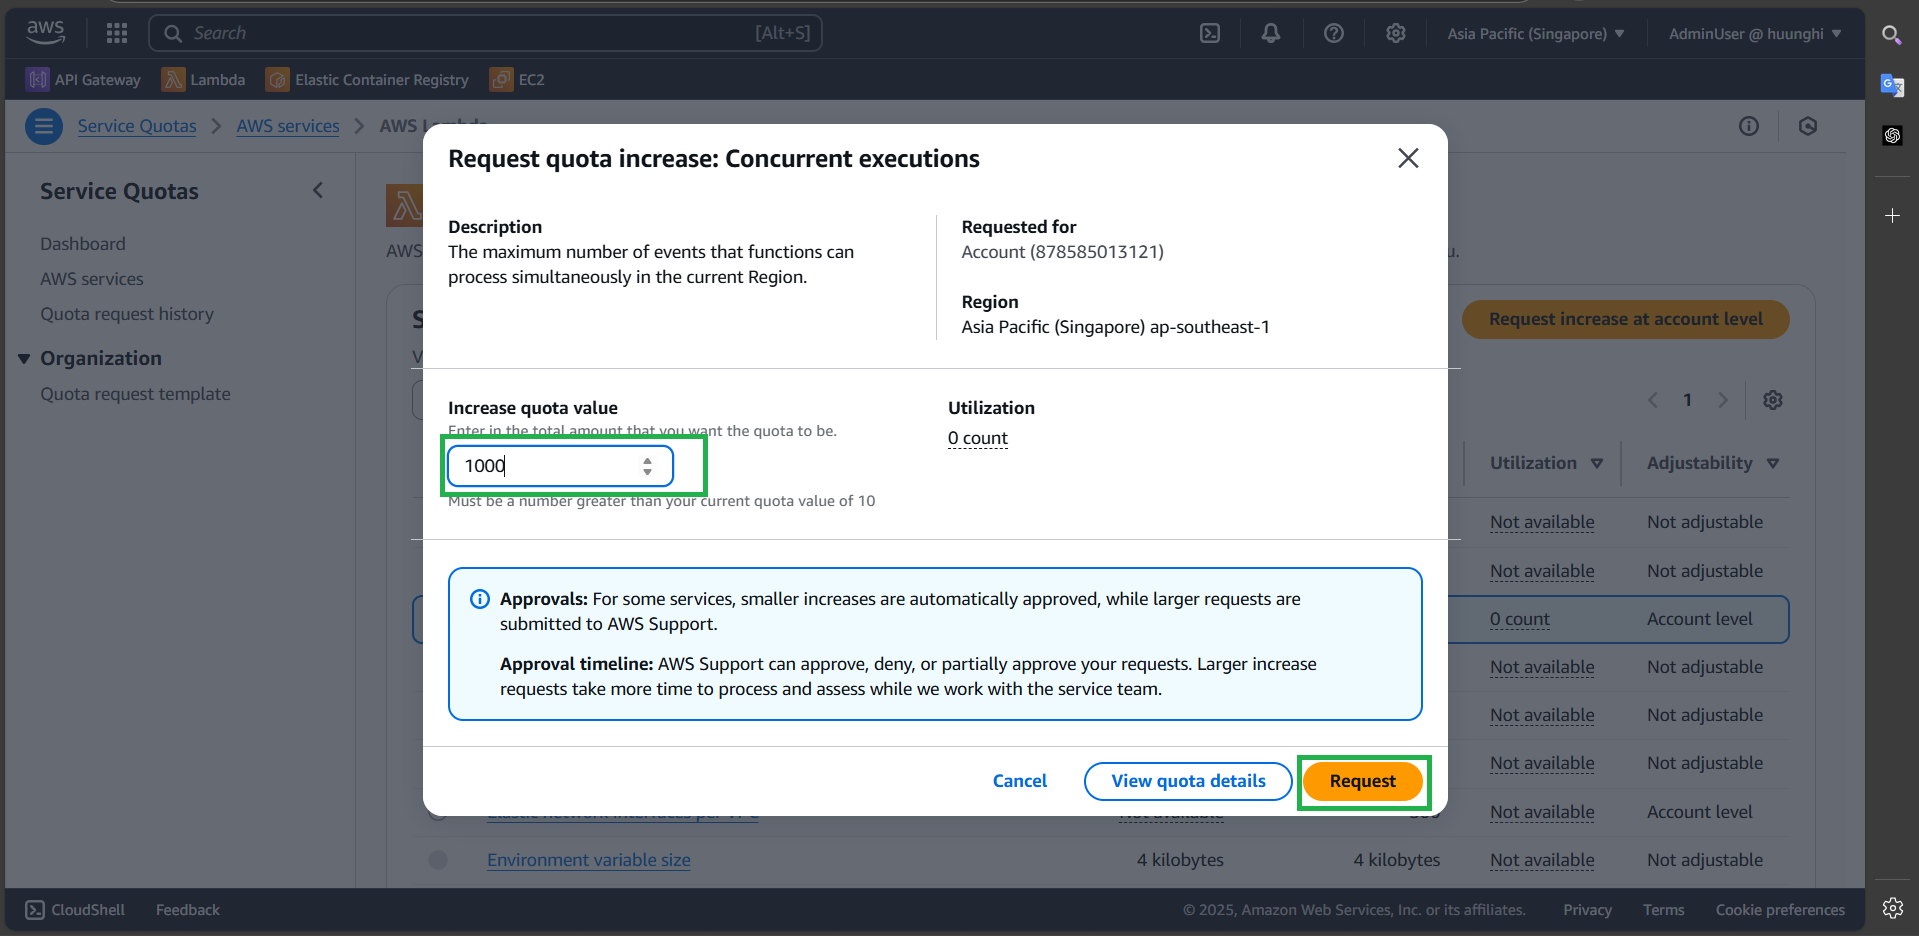 aws
Search
[Alt+S]
Asia Pacific (Singapore)
AdminUser @ huunghi
API Gateway
Lambda
Elastic Container Registry
EC2
Service Quotas
AWS services
AWS Lambda
Service Quotas
Dashboard
AWS services
Quota request history
Organization
Quota request template
AWS
Request increase at account level
1
Utilization
Adjustability
Not available Not adjustable
Not available Not adjustable
0 count Account level
Not available Not adjustable
Not available Not adjustable
Not available Not adjustable
Not available Account level
Environment variable size 4 kilobytes 4 kilobytes Not available Not adjustable
Request quota increase: Concurrent executions
Description
The maximum number of events that functions can
process simultaneously in the current Region.
Requested for
Account (878585013121)
Region
Asia Pacific (Singapore) ap-southeast-1
Increase quota value
Enter in the total amount that you want the quota to be.
1000
Must be a number greater than your current quota value of 10
Utilization
0 count
Approvals: For some services, smaller increases are automatically approved, while larger requests are
submitted to AWS Support.
Approval timeline: AWS Support can approve, deny, or partially approve your requests. Larger increase
requests take more time to process and assess while we work with the service team.
Cancel
View quota details
Request
CloudShell
Feedback
© 2025, Amazon Web Services, Inc. or its affiliates.
Privacy
Terms
Cookie preferences